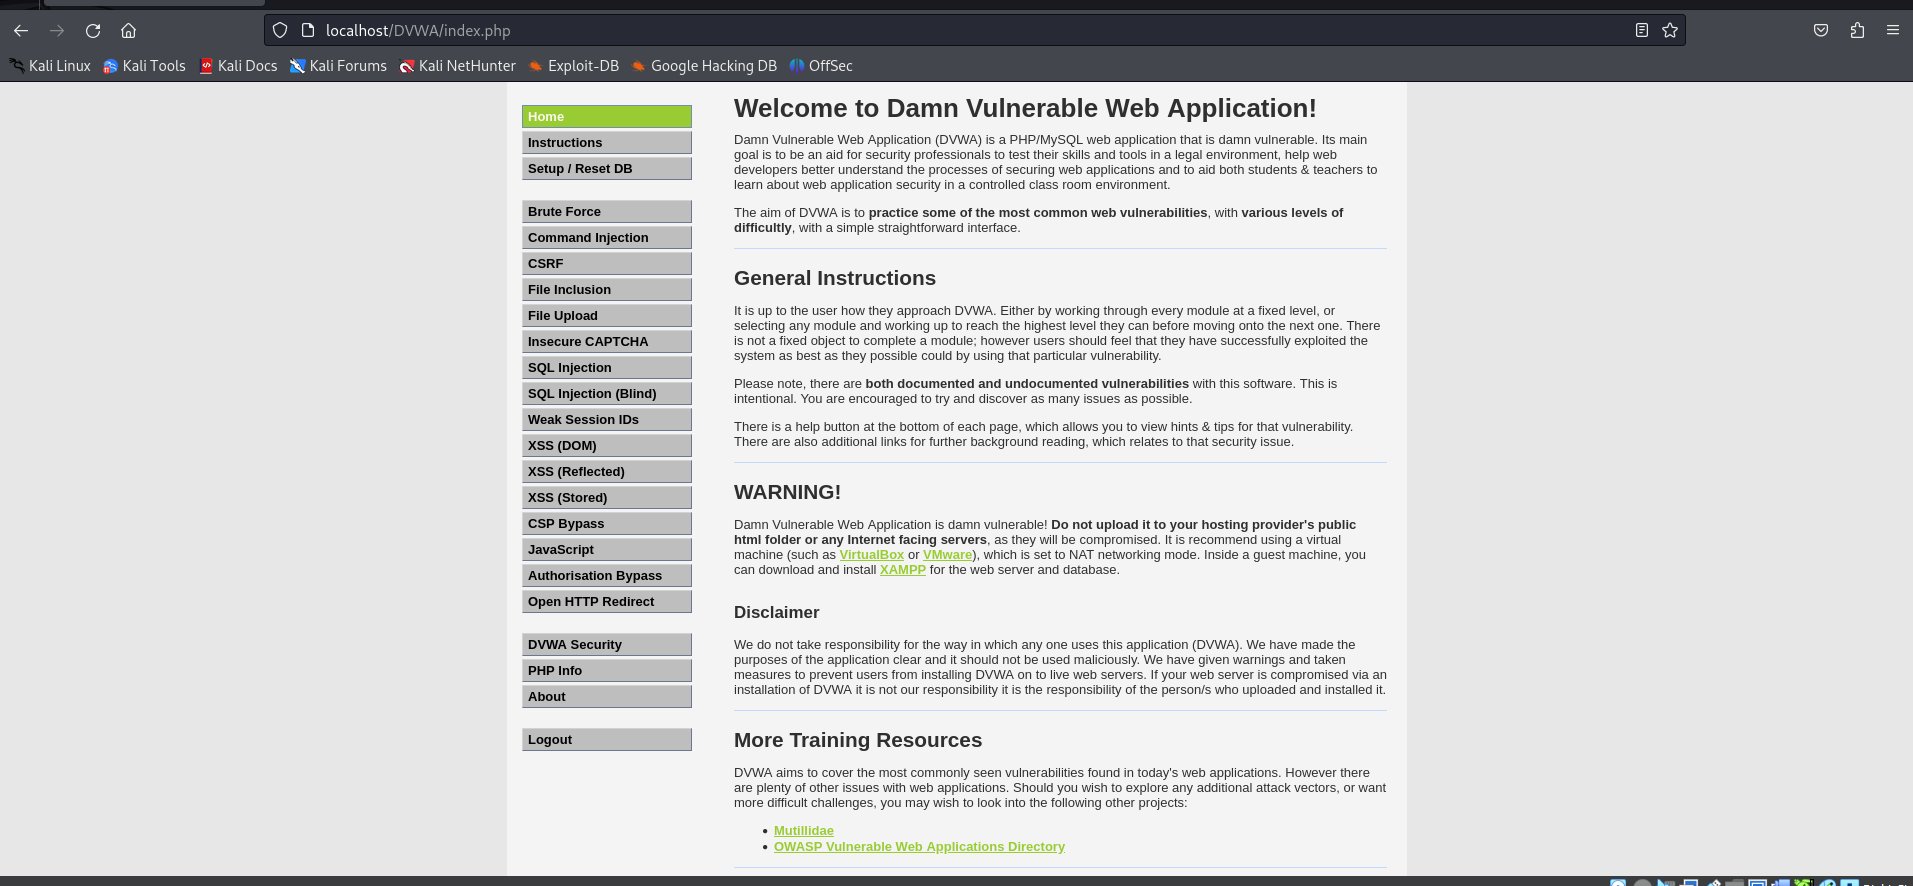 localhost/DVWA/index.php
Kali Linux Kali Tools Kali Docs Kali Forums Kali NetHunter Exploit-DB Google Hacking DB OffSec
Home
Instructions
Setup / Reset DB
Brute Force
Command Injection
CSRF
File Inclusion
File Upload
Insecure CAPTCHA
SQL Injection
SQL Injection (Blind)
Weak Session IDs
XSS (DOM)
XSS (Reflected)
XSS (Stored)
CSP Bypass
JavaScript
Authorisation Bypass
Open HTTP Redirect
DVWA Security
PHP Info
About
Logout
Welcome to Damn Vulnerable Web Application!
Damn Vulnerable Web Application (DVWA) is a PHP/MySQL web application that is damn vulnerable. Its main
goal is to be an aid for security professionals to test their skills and tools in a legal environment, help web
developers better understand the processes of securing web applications and to aid both students & teachers to
learn about web application security in a controlled class room environment.
The aim of DVWA is to practice some of the most common web vulnerabilities, with various levels of
difficultly, with a simple straightforward interface.
General Instructions
It is up to the user how they approach DVWA. Either by working through every module at a fixed level, or
selecting any module and working up to reach the highest level they can before moving onto the next one. There
is not a fixed object to complete a module; however users should feel that they have successfully exploited the
system as best as they possible could by using that particular vulnerability.
Please note, there are both documented and undocumented vulnerabilities with this software. This is
intentional. You are encouraged to try and discover as many issues as possible.
There is a help button at the bottom of each page, which allows you to view hints & tips for that vulnerability.
There are also additional links for further background reading, which relates to that security issue.
WARNING!
Damn Vulnerable Web Application is damn vulnerable! Do not upload it to your hosting provider's public
html folder or any Internet facing servers, as they will be compromised. It is recommend using a virtual
machine (such as VirtualBox or VMware), which is set to NAT networking mode. Inside a guest machine, you
can download and install XAMPP for the web server and database.
Disclaimer
We do not take responsibility for the way in which any one uses this application (DVWA). We have made the
purposes of the application clear and it should not be used maliciously. We have given warnings and taken
measures to prevent users from installing DVWA on to live web servers. If your web server is compromised via an
installation of DVWA it is not our responsibility it is the responsibility of the person/s who uploaded and installed it.
More Training Resources
DVWA aims to cover the most commonly seen vulnerabilities found in today's web applications. However there
are plenty of other issues with web applications. Should you wish to explore any additional attack vectors, or want
more difficult challenges, you may wish to look into the following other projects:
• Mutillidae
• OWASP Vulnerable Web Applications Directory